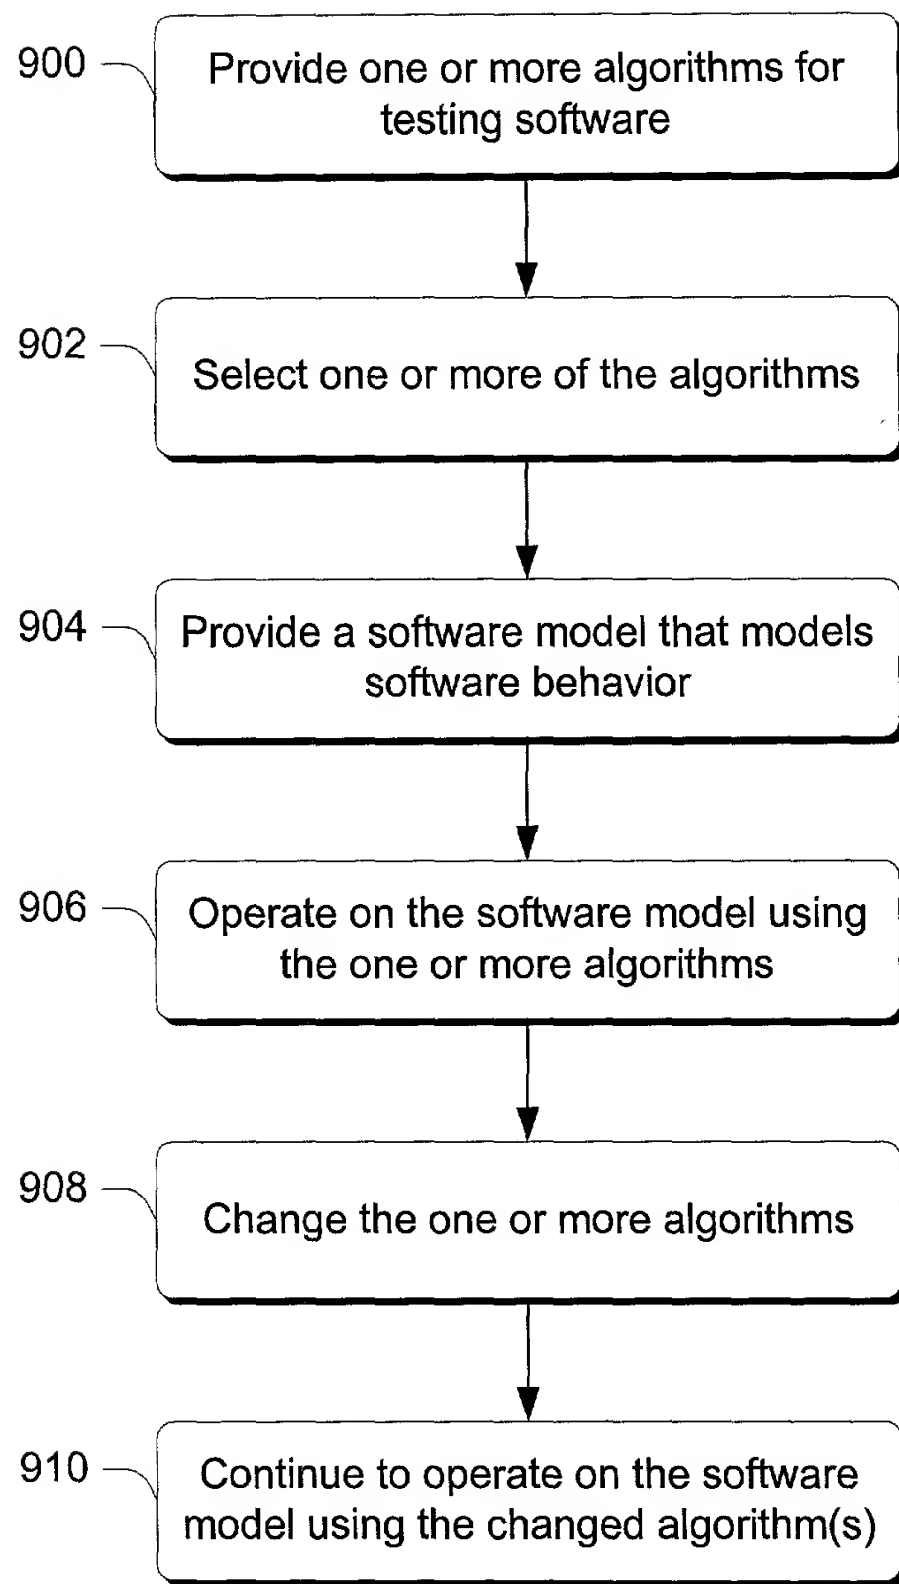 900
Provide one or more algorithms for
testing software
902
Select one or more of the algorithms
904
Provide a software model that models
software behavior
906
Operate on the software model using
the one or more algorithms
908
Change the one or more algorithms
910
Continue to operate on the software
model using the changed algorithm(s)